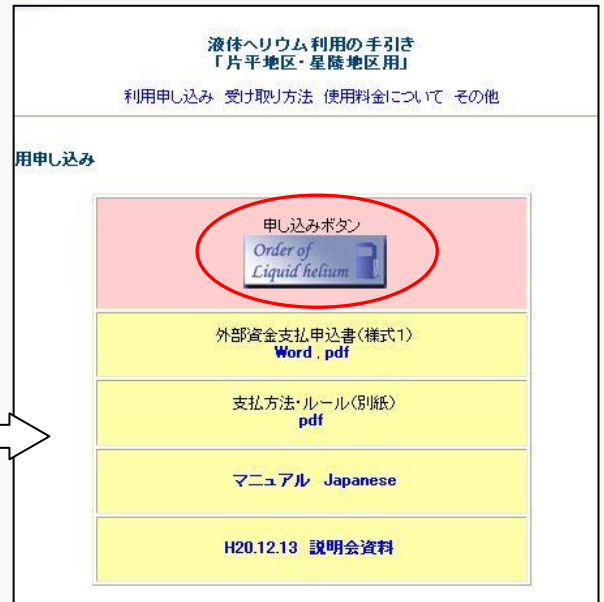 液体ヘリウム利用の手引き
「片平地区・星陵地区用」
利用申し込み 受け取り方法 使用料金について その他
用申し込み
申し込みボタン
Order of
Liquid helium
外部資金支払申込書(様式1)
Word , pdf
支払方法・ルール(別紙)
pdf
マニュアル Japanese
H20.12.13 説明会資料